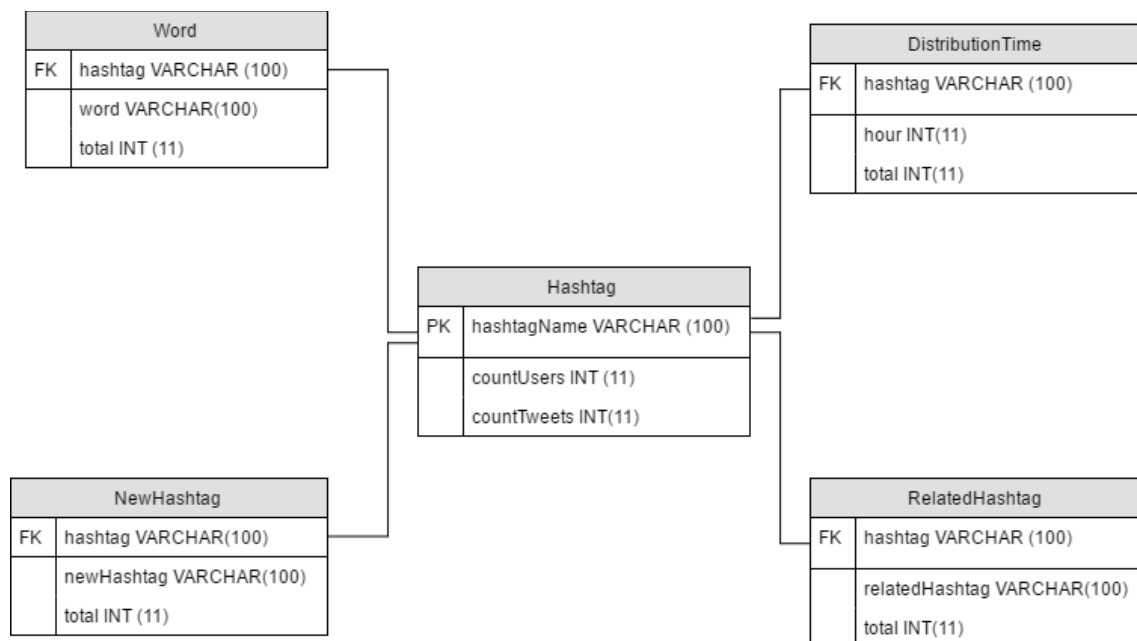 Word
FK hashtag VARCHAR (100)
word VARCHAR(100)
total INT (11)
DistributionTime
FK hashtag VARCHAR (100)
hour INT(11)
total INT(11)
Hashtag
PK hashtagName VARCHAR (100)
countUsers INT (11)
countTweets INT(11)
NewHashtag
FK hashtag VARCHAR(100)
newHashtag VARCHAR(100)
total INT (11)
RelatedHashtag
FK hashtag VARCHAR (100)
relatedHashtag VARCHAR(100)
total INT(11)